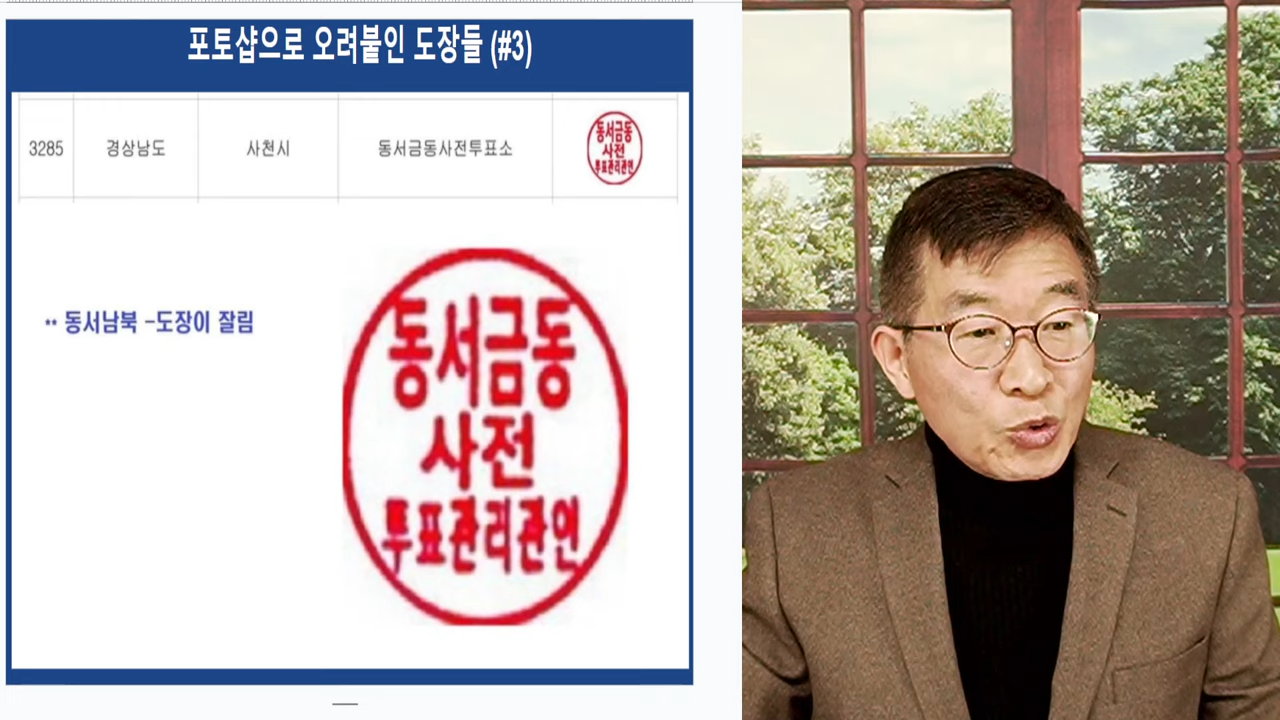 포토샵으로 오려붙인 도장들 (#3)
3285 경상남도 사천시 동서금동사전투표소
동서금동
사전
투표관리관인
** 동서남북 -도장이 잘림
동서금동
사전
투표관리관인